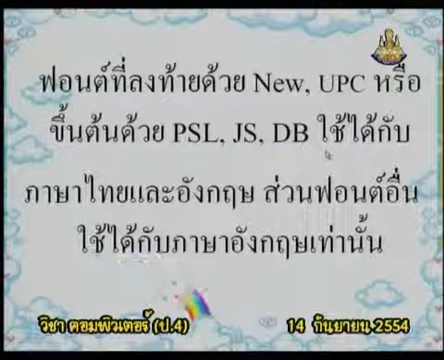 ฟอนต์ที่ลงท้ายด้วย New, UPC หรือ
ขึ้นต้นด้วย PSL, JS, DB ใช้ได้กับ
ภาษาไทยและอังกฤษ ส่วนฟอนต์อื่น
ใช้ได้กับภาษาอังกฤษเท่านั้น
วิชา คอมพิวเตอร์ (ป.4) 14 กันยายน 2554